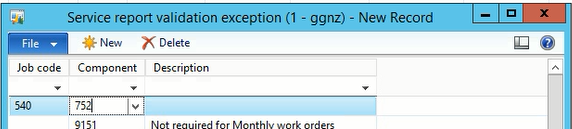 Service report validation exception (1 - ggnz) - New Record
File New Delete
Job code Component Description
540 752
9151 Not required for Monthly work orders